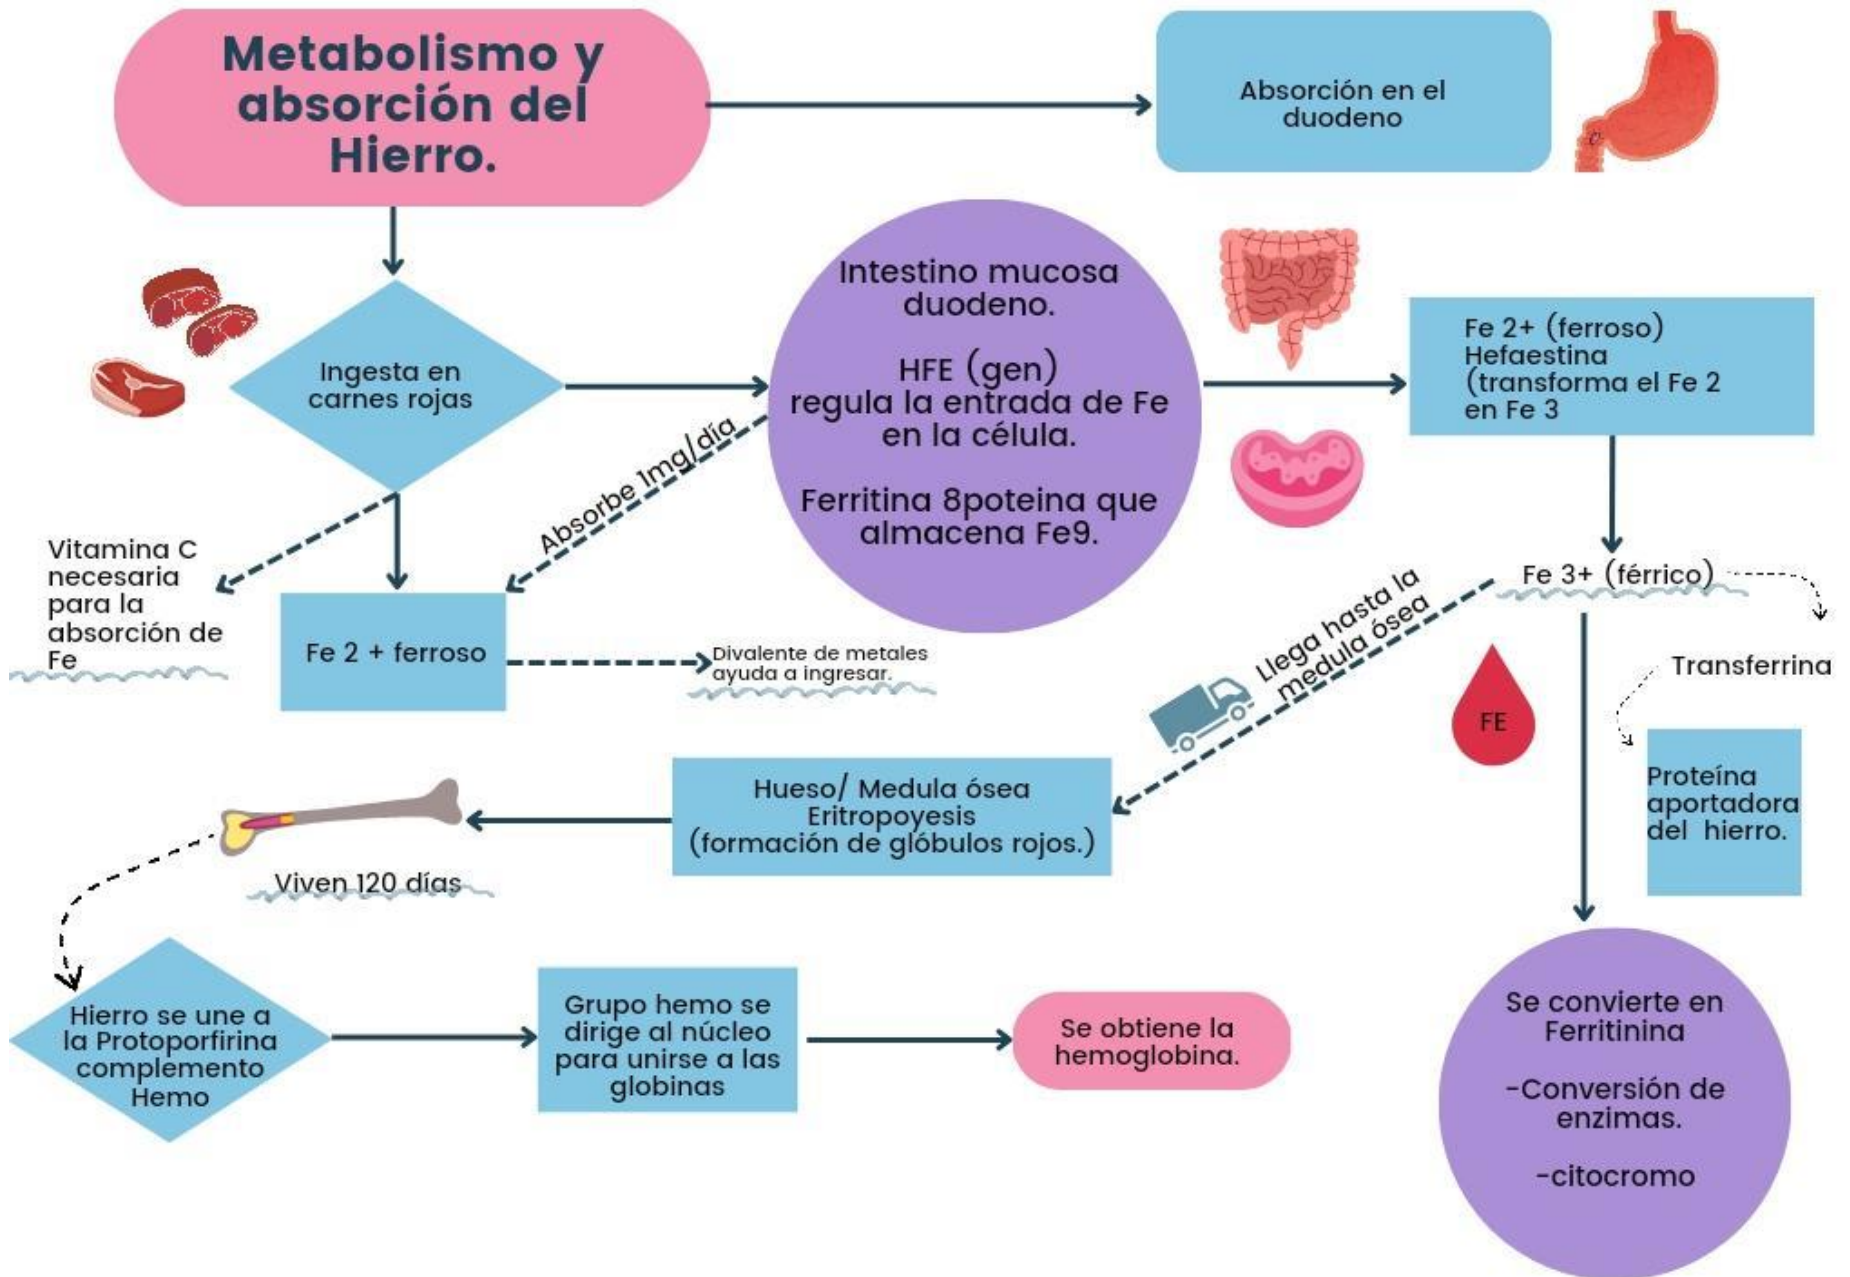 Metabolismo y
absorción del
Hierro.
Absorción en el
duodeno
Ingesta en
carnes rojas
Intestino mucosa
duodeno.
HFE (gen)
regula la entrada de Fe
en la célula.
Ferritina 8poteina que
almacena Fe9.
Fe 2+ (ferroso)
Hefaestina
(transforma el Fe 2
en Fe 3
Absorbe 1mg/día
Vitamina C
necesaria
para la
absorción de
Fe
Fe 2 + ferroso
Divalente de metales
ayuda a ingresar.
Fe 3+ (férrico)
Llega hasta la
medula ósea
Transferrina
FE
Proteína
aportadora
del hierro.
Hueso/ Medula ósea
Eritropoyesis
(formación de glóbulos rojos.)
Viven 120 días
Hierro se une a
la Protoporfirina
complemento
Hemo
Grupo hemo se
dirige al núcleo
para unirse a las
globinas
Se obtiene la
hemoglobina.
Se convierte en
Ferritinina
-Conversión de
enzimas.
-citocromo